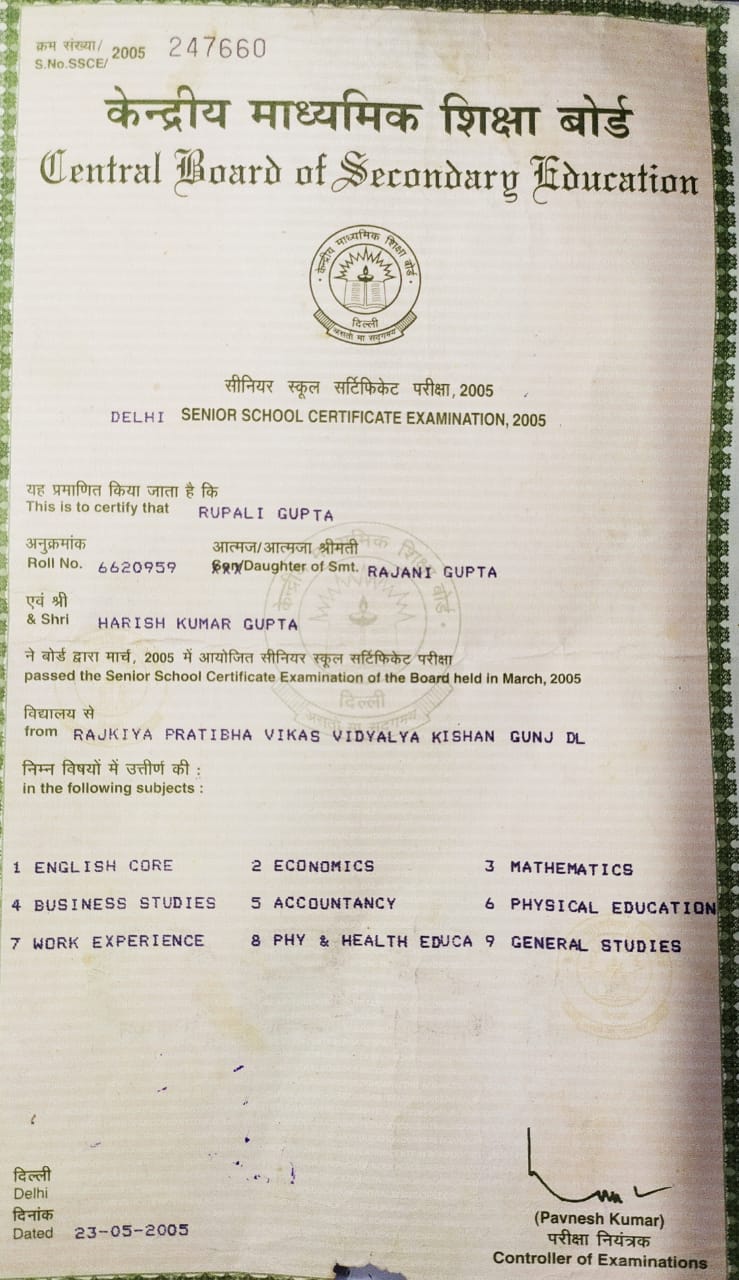 क्रम संख्या/ 2005 247660
S.No.SSCE/
केन्द्रीय माध्यमिक शिक्षा बोर्ड
Central Board of Secondary Education
केन्द्रीय माध्यमिक शिक्षा बोर्ड
दिल्ली
असतो मा सद्गमय
सीनियर स्कूल सर्टिफिकेट परीक्षा, 2005
DELHI SENIOR SCHOOL CERTIFICATE EXAMINATION, 2005
यह प्रमाणित किया जाता है कि
This is to certify that RUPALI GUPTA
अनुक्रमांक आत्मज/आत्मजा श्रीमती
Roll No. 6620959 Son/Daughter of Smt. RAJANI GUPTA
एवं श्री
& Shri HARISH KUMAR GUPTA
ने बोर्ड द्वारा मार्च, 2005 में आयोजित सीनियर स्कूल सर्टिफिकेट परीक्षा
passed the Senior School Certificate Examination of the Board held in March, 2005
विद्यालय से
from RAJKIYA PRATIBHA VIKAS VIDYALYA KISHAN GUNJ DL
निम्न विषयों में उत्तीर्ण की :
in the following subjects :
1 ENGLISH CORE 2 ECONOMICS 3 MATHEMATICS
4 BUSINESS STUDIES 5 ACCOUNTANCY 6 PHYSICAL EDUCATION
7 WORK EXPERIENCE 8 PHY & HEALTH EDUCA 9 GENERAL STUDIES
दिल्ली
Delhi
दिनांक
Dated 23-05-2005
(Pavnesh Kumar)
परीक्षा नियंत्रक
Controller of Examinations